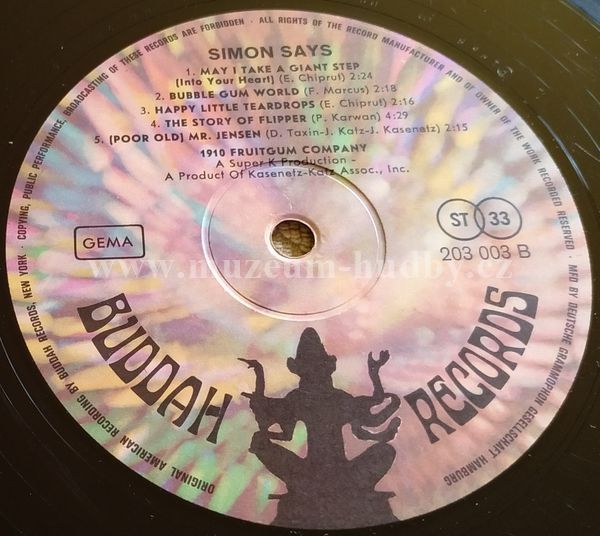 SIMON SAYS
1. MAY I TAKE A GIANT STEP
(Into Your Heart) (E. Chiprut) 2:24
2. BUBBLE GUM WORLD (F. Marcus) 2:18
3. HAPPY LITTLE TEARDROPS (E. Chiprut) 2:16
4. THE STORY OF FLIPPER (P. Karwan) 4:29
5. (POOR OLD) MR. JENSEN (D. Taxin-J. Katz-J. Kasenetz) 2:15
1910 FRUITGUM COMPANY
A Super K Production -
A Product Of Kasenetz-Katz Assoc., Inc.
GEMA
ST 33
203 003 B
www.muzeum-hudby.cz
BUDDAH RECORDS
ORIGINAL AMERICAN RECORDING BY BUDDAH RECORDS, NEW YORK · COPYING, PUBLIC PERFORMANCE, BROADCASTING OF THESE RECORDS ARE FORBIDDEN · ALL RIGHTS OF THE RECORD MANUFACTURER AND OF OWNER OF THE WORK RECORDED RESERVED · MFD BY DEUTSCHE GRAMMOPHON GESELLSCHAFT HAMBURG